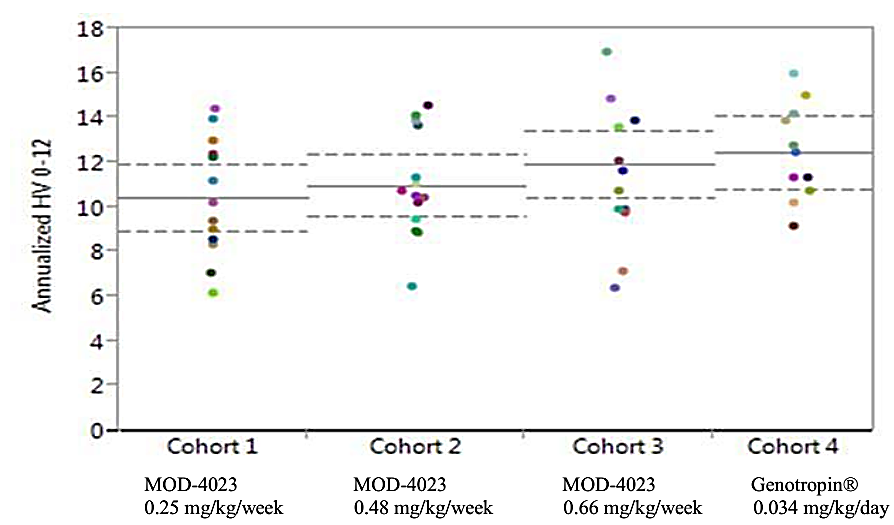 18
16
14
12
10
8
6
4
2
0
Annualized HV 0-12
Cohort 1
Cohort 2
Cohort 3
Cohort 4
MOD-4023
0.25 mg/kg/week
MOD-4023
0.48 mg/kg/week
MOD-4023
0.66 mg/kg/week
Genotropin®
0.034 mg/kg/day